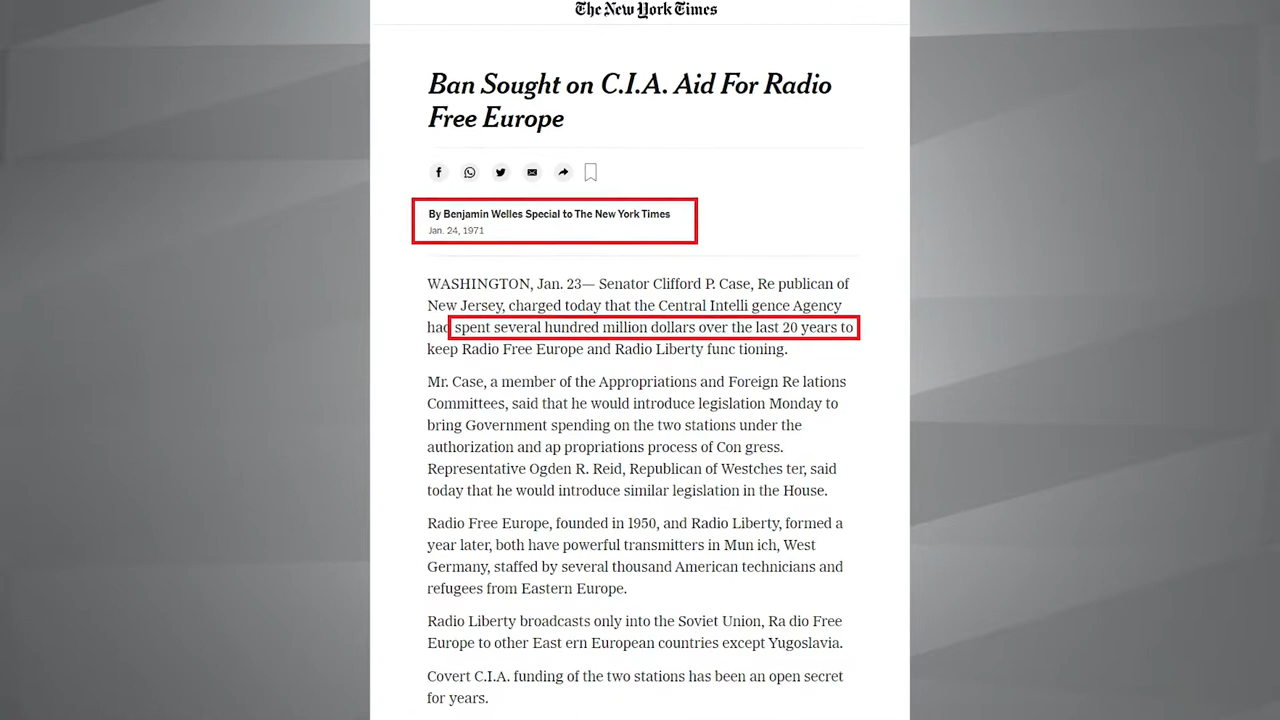 The New York Times
Ban Sought on C.I.A. Aid For Radio
Free Europe
By Benjamin Welles Special to The New York Times
Jan. 24, 1971
WASHINGTON, Jan. 23— Senator Clifford P. Case, Re publican of
New Jersey, charged today that the Central Intelli gence Agency
had spent several hundred million dollars over the last 20 years to
keep Radio Free Europe and Radio Liberty func tioning.
Mr. Case, a member of the Appropriations and Foreign Re lations
Committees, said that he would introduce legislation Monday to
bring Government spending on the two stations under the
authorization and ap propriations process of Con gress.
Representative Ogden R. Reid, Republican of Westches ter, said
today that he would introduce similar legislation in the House.
Radio Free Europe, founded in 1950, and Radio Liberty, formed a
year later, both have powerful transmitters in Mun ich, West
Germany, staffed by several thousand American technicians and
refugees from Eastern Europe.
Radio Liberty broadcasts only into the Soviet Union, Ra dio Free
Europe to other East ern European countries except Yugoslavia.
Covert C.I.A. funding of the two stations has been an open secret
for years.